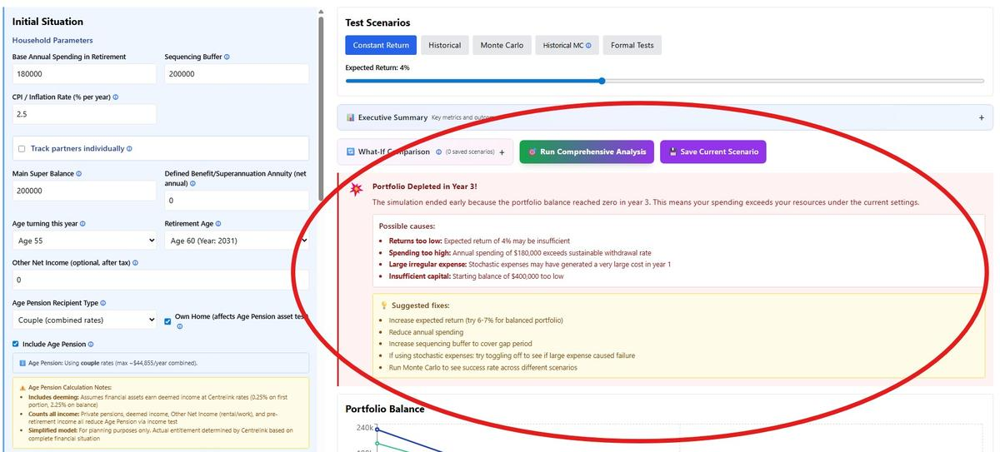 Initial Situation
Household Parameters
Base Annual Spending in Retirement
180000
Sequencing Buffer
200000
CPI / Inflation Rate (% per year)
2.5
Track partners individually
Main Super Balance
200000
Defined Benefit/Superannuation Annuity (net
annual)
0
Age turning this year
Age 55
Retirement Age
Age 60 (Year: 2031)
Other Net Income (optional, after tax)
0
Age Pension Recipient Type
Couple (combined rates)
Own Home (affects Age Pension asset test)
Include Age Pension
Age Pension: Using couple rates (max ~$44,855/year combined).
Age Pension Calculation Notes:
• Includes deeming: Assumes financial assets earn deemed income at Centrelink rates (0.25% on first
portion, 2.25% on balance)
• Counts all income: Private pensions, deemed income, Other Net Income (rental/work), and pre-
retirement income all reduce Age Pension via income test
• Simplified model: For planning purposes only. Actual entitlement determined by Centrelink based on
complete financial situation
Test Scenarios
Constant Return
Historical
Monte Carlo
Historical MC
Formal Tests
Expected Return: 4%
Executive Summary Key metrics and outcomes
+
What-If Comparison (0 saved scenarios) +
Run Comprehensive Analysis
Save Current Scenario
Portfolio Depleted in Year 3!
The simulation ended early because the portfolio balance reached zero in year 3. This means your spending exceeds your resources under the current settings.
Possible causes:
• Returns too low: Expected return of 4% may be insufficient
• Spending too high: Annual spending of $180,000 exceeds sustainable withdrawal rate
• Large irregular expense: Stochastic expenses may have generated a very large cost in year 1
• Insufficient capital: Starting balance of $400,000 too low
Suggested fixes:
• Increase expected return (try 6-7% for balanced portfolio)
• Reduce annual spending
• Increase sequencing buffer to cover gap period
• If using stochastic expenses: try toggling off to see if large expense caused failure
• Run Monte Carlo to see success rate across different scenarios
Portfolio Balance
240k